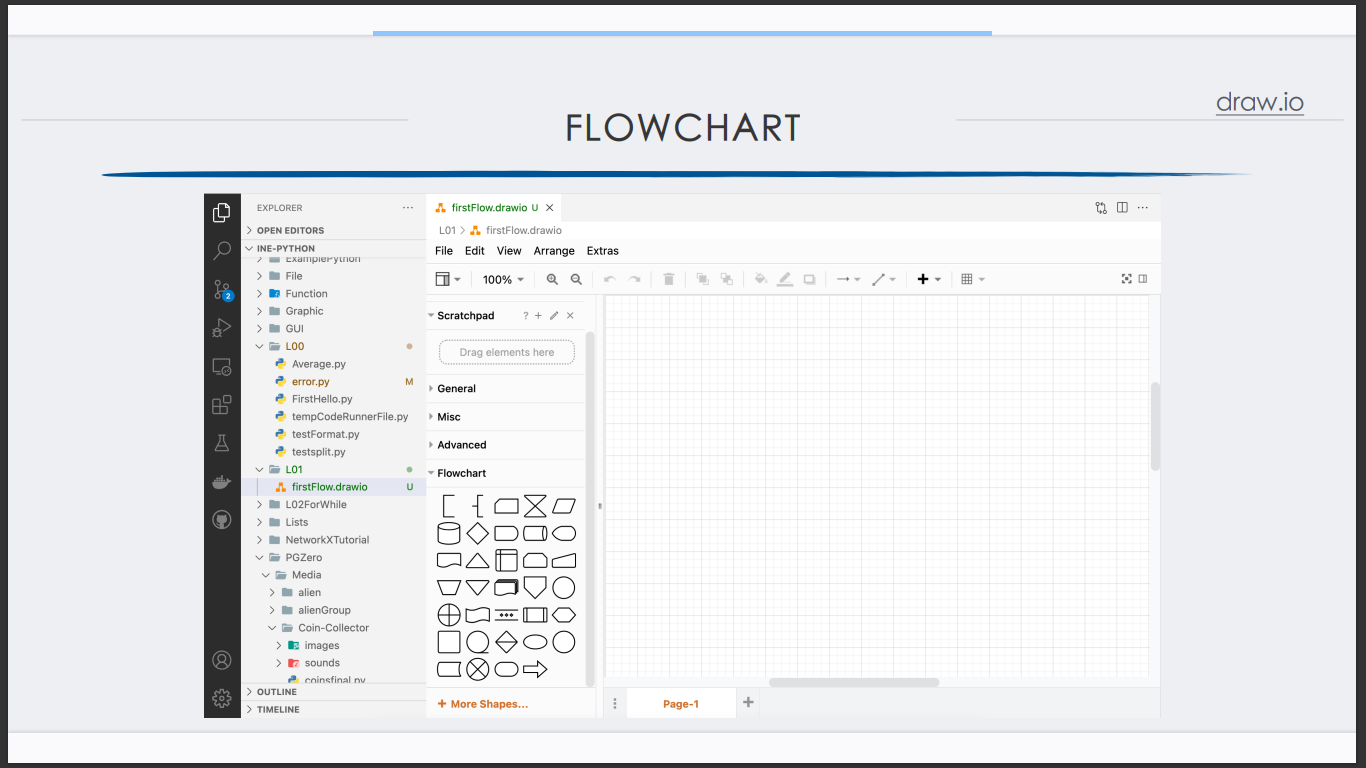 draw.io
FLOWCHART
EXPLORER
OPEN EDITORS
INE-PYTHON
ExamplePython
File
Function
Graphic
GUI
L00
Average.py
error.py M
FirstHello.py
tempCodeRunnerFile.py
testFormat.py
testsplit.py
L01
firstFlow.drawio U
L02ForWhile
Lists
NetworkXTutorial
PGZero
Media
alien
alienGroup
Coin-Collector
images
sounds
coinsfinal.py
OUTLINE
TIMELINE
2
firstFlow.drawio U
L01 > firstFlow.drawio
File Edit View Arrange Extras
100%
Scratchpad ?
Drag elements here
General
Misc
Advanced
Flowchart
+ More Shapes...
Page-1